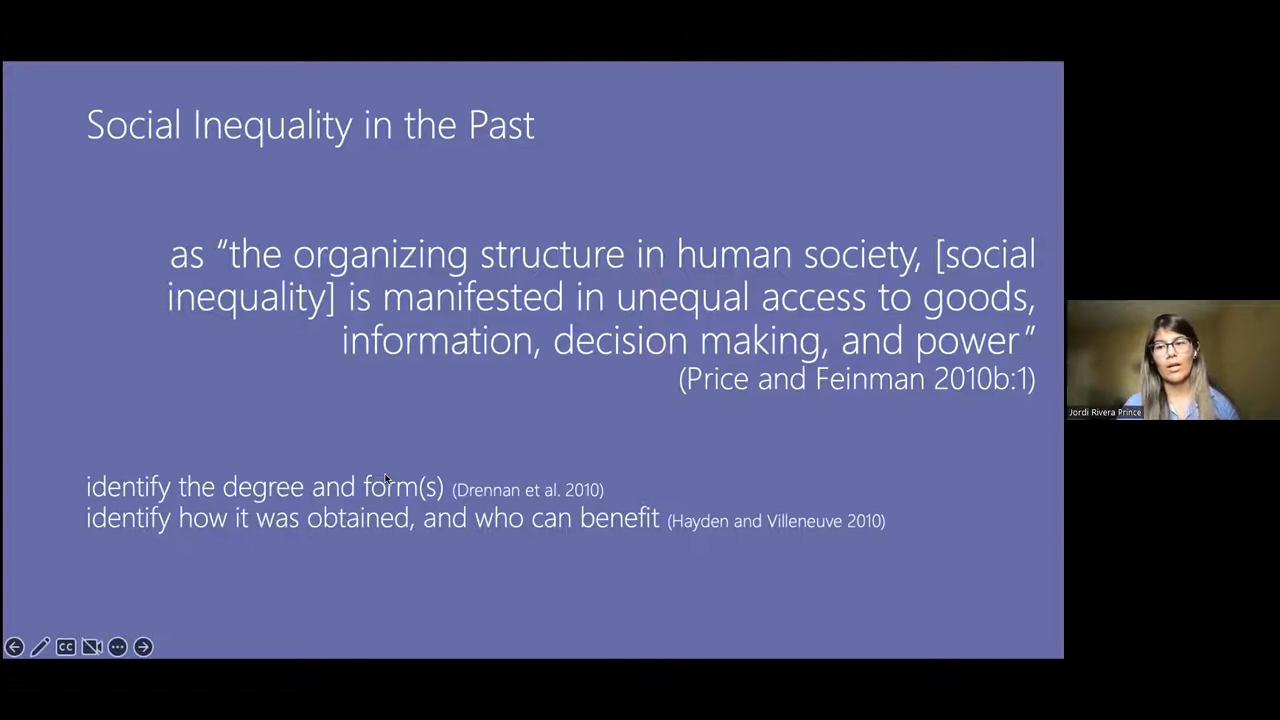 Social Inequality in the Past
as “the organizing structure in human society, [social
inequality] is manifested in unequal access to goods,
information, decision making, and power”
(Price and Feinman 2010b:1)
identify the degree and form(s) (Drennan et al. 2010)
identify how it was obtained, and who can benefit (Hayden and Villeneuve 2010)
Jordi Rivera Prince
CC